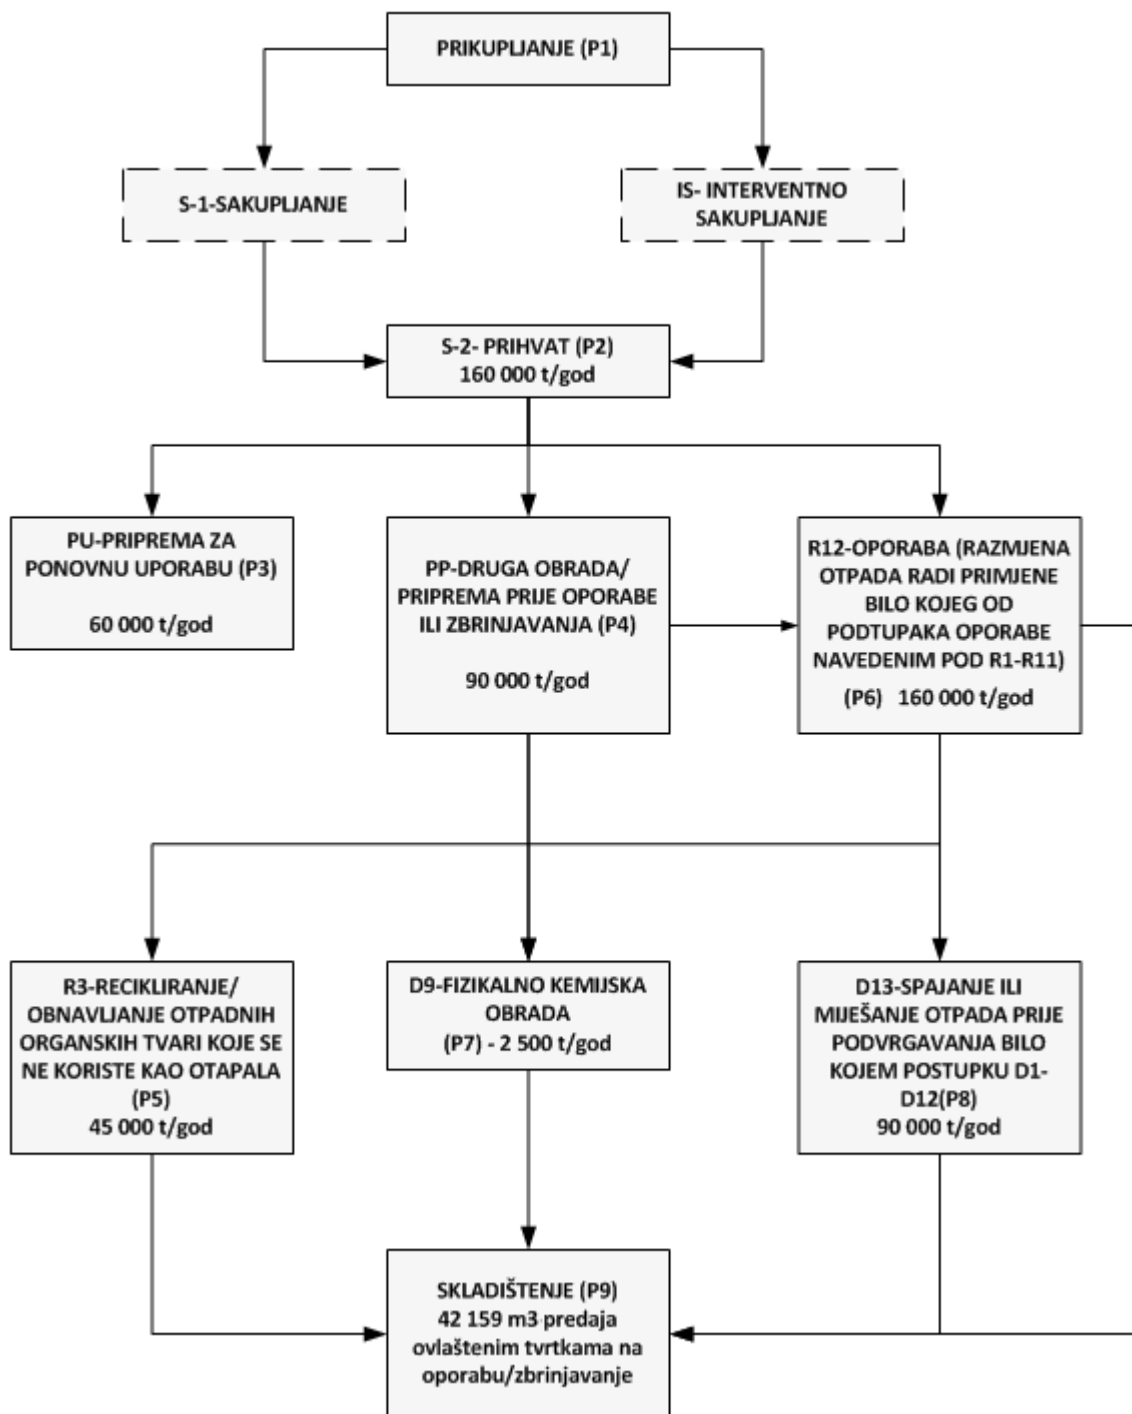 PRIKUPLJANJE (P1)
S-1-SAKUPLJANJE
IS- INTERVENTNO
SAKUPLJANJE
S-2- PRIHVAT (P2)
160 000 t/god
PU-PRIPREMA ZA
PONOVNU UPORABU (P3)
60 000 t/god
PP-DRUGA OBRADA/
PRIPREMA PRIJE OPORABE
ILI ZBRINJAVANJA (P4)
90 000 t/god
R12-OPORABA (RAZMJENA
OTPADA RADI PRIMJENE
BILO KOJEG OD
PODTUPAKA OPORABE
NAVEDENIM POD R1-R11)
(P6) 160 000 t/god
R3-RECIKLIRANJE/
OBNAVLJANJE OTPADNIH
ORGANSKIH TVARI KOJE SE
NE KORISTE KAO OTAPALA
(P5)
45 000 t/god
D9-FIZIKALNO KEMIJSKA
OBRADA
(P7) - 2 500 t/god
D13-SPAJANJE ILI
MIJEŠANJE OTPADA PRIJE
PODVRGAVANJA BILO
KOJEM POSTUPKU D1-
D12(P8)
90 000 t/god
SKLADIŠTENJE (P9)
42 159 m3 predaja
ovlaštenim tvrtkama na
oporabu/zbrinjavanje